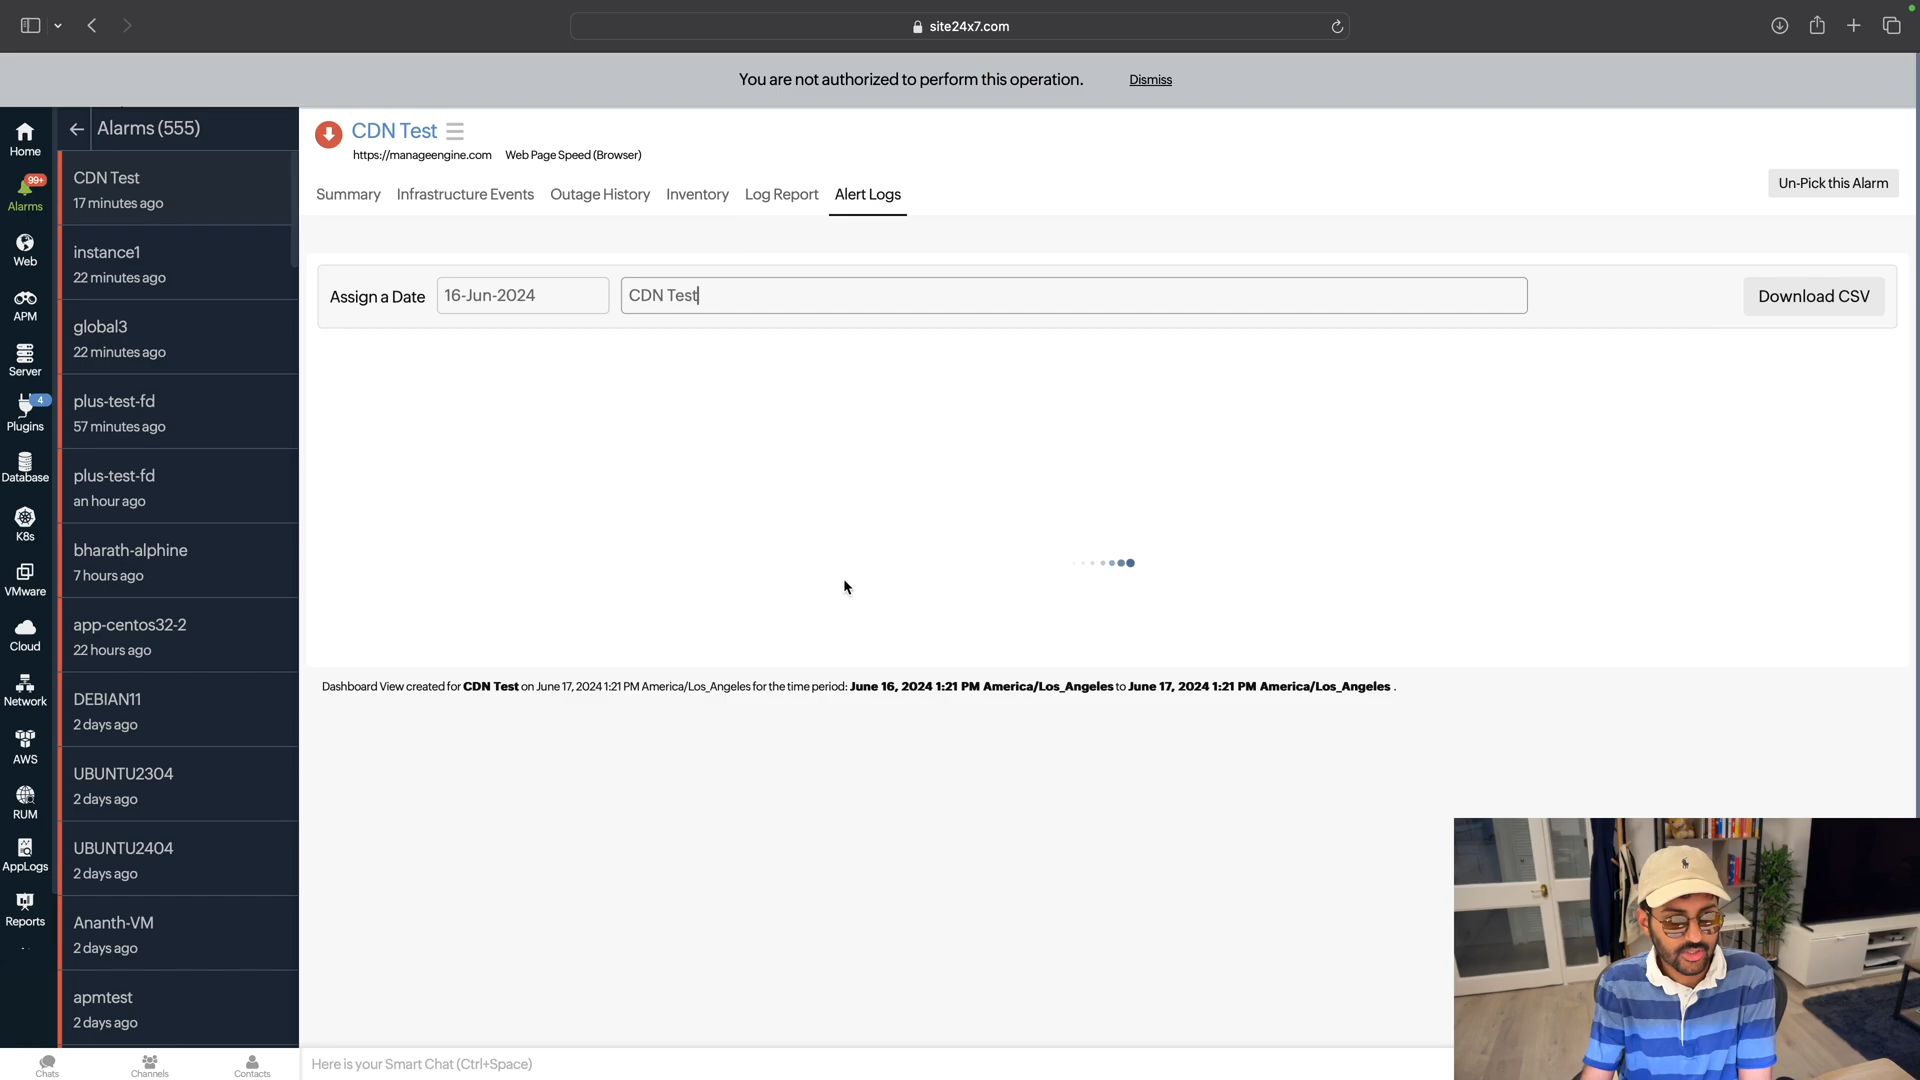 site24x7.com
You are not authorized to perform this operation.
Dismiss
Home
99+
Alarms
Web
APM
Server
4
Plugins
Database
K8s
VMware
Cloud
Network
AWS
RUM
AppLogs
Reports
Alarms (555)
CDN Test
17 minutes ago
instance1
22 minutes ago
global3
22 minutes ago
plus-test-fd
57 minutes ago
plus-test-fd
an hour ago
bharath-alphine
7 hours ago
app-centos32-2
22 hours ago
DEBIAN11
2 days ago
UBUNTU2304
2 days ago
UBUNTU2404
2 days ago
Ananth-VM
2 days ago
apmtest
2 days ago
CDN Test
https://manageengine.com Web Page Speed (Browser)
Summary Infrastructure Events Outage History Inventory Log Report Alert Logs
Un-Pick this Alarm
Assign a Date 16-Jun-2024 CDN Test Download CSV
Dashboard View created for CDN Test on June 17, 2024 1:21 PM America/Los_Angeles for the time period: June 16, 2024 1:21 PM America/Los_Angeles to June 17, 2024 1:21 PM America/Los_Angeles .
Chats Channels Contacts
Here is your Smart Chat (Ctrl+Space)